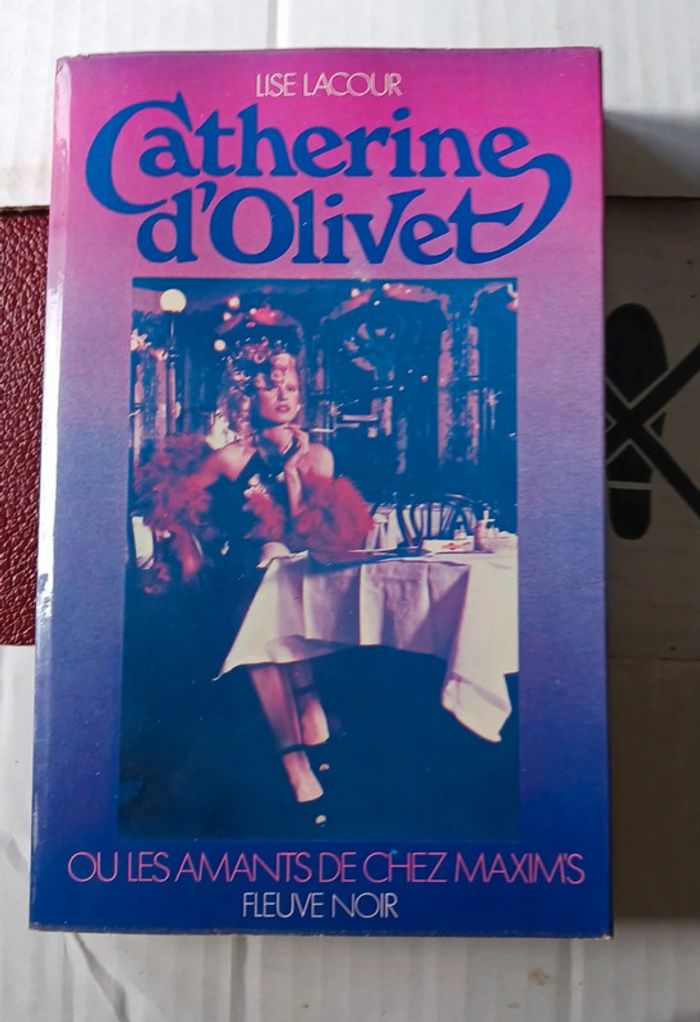 LISE LACOUR
Catherine
d'Olivet
OU LES AMANTS DE CHEZ MAXIM'S
FLEUVE NOIR